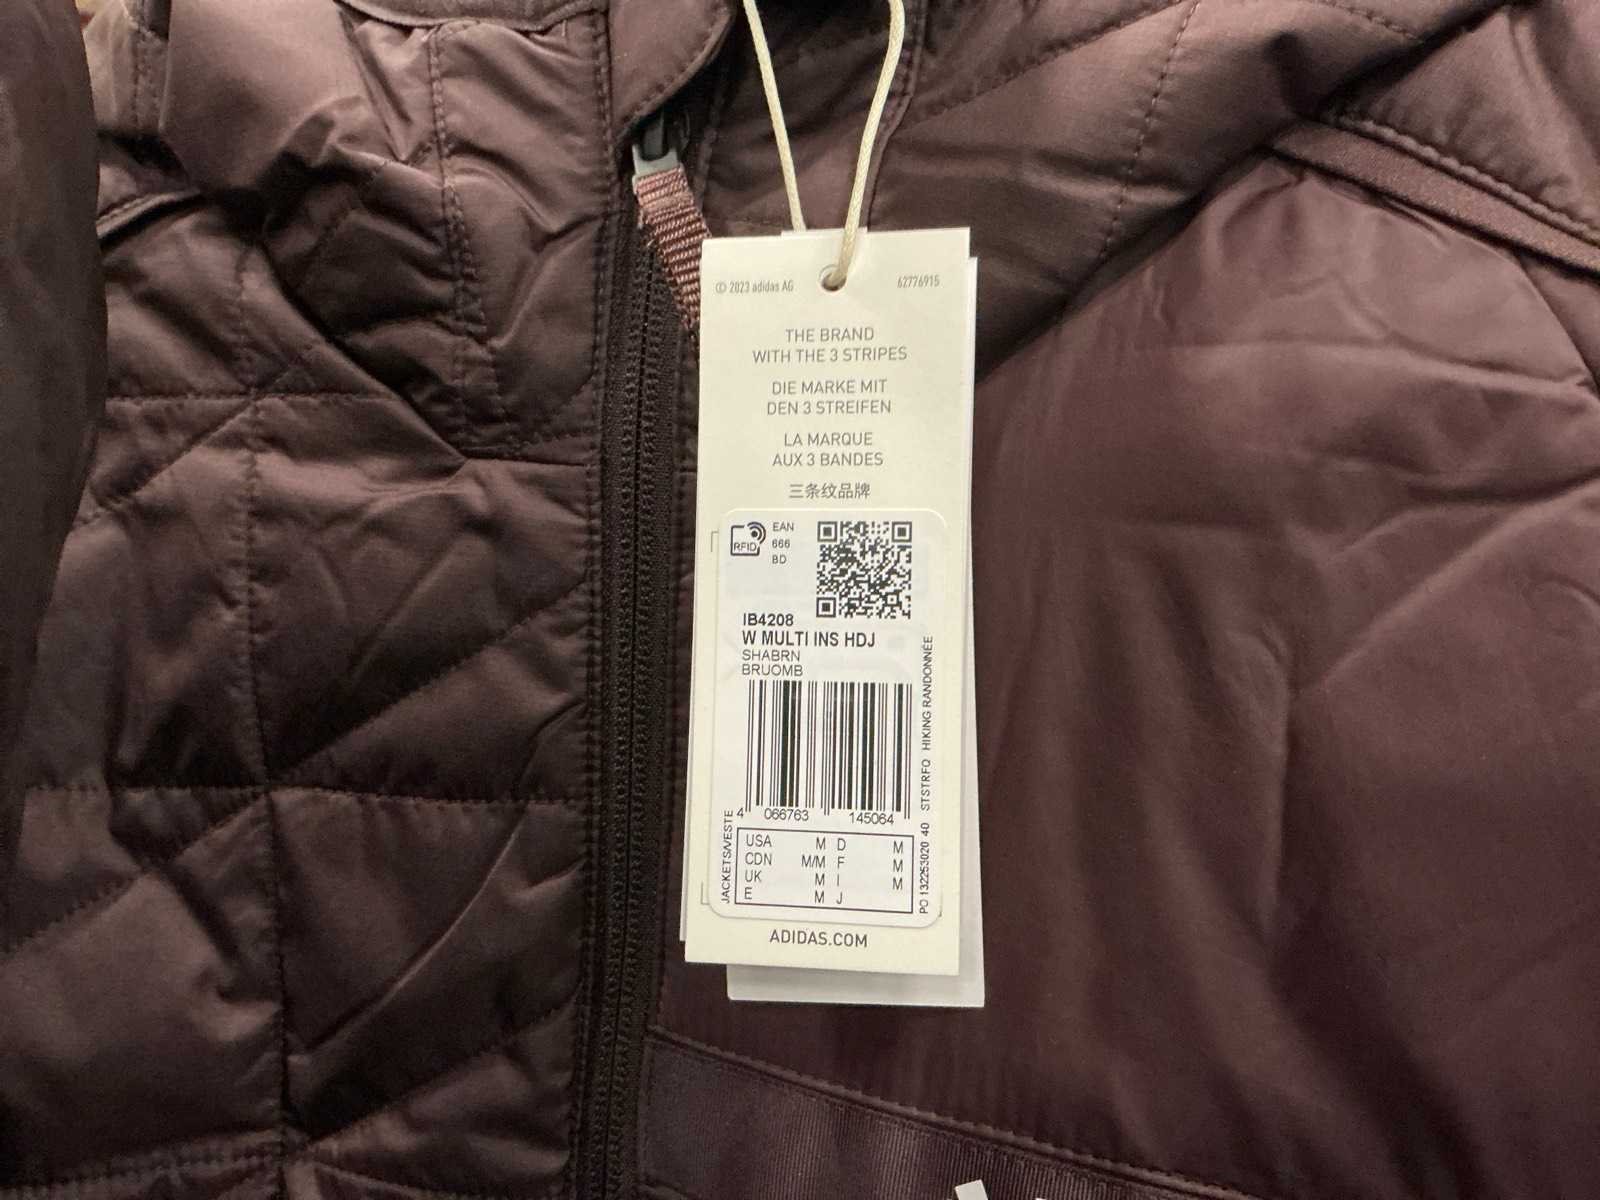 © 2023 adidas AG
62776915
THE BRAND
WITH THE 3 STRIPES
DIE MARKE MIT
DEN 3 STREIFEN
LA MARQUE
AUX 3 BANDES
三条纹品牌
RFID
EAN
666
BD
IB4208
W MULTI INS HDJ
SHABRN
BRUOMB
4 066763 145064
JACKETS/VESTE
PO 132253020 40 STSTRFO HIKING RANDONNÉE
USA M D M
CDN M/M F M
UK M I M
E M J
ADIDAS.COM